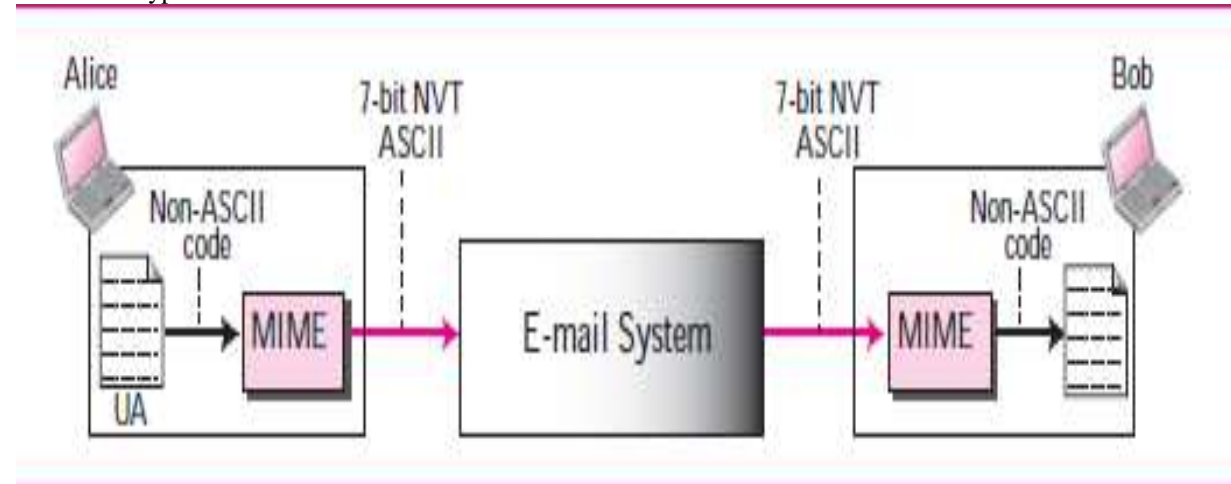 Alice
7-bit NVT
ASCII
Non-ASCII
code
MIME
UA
E-mail System
7-bit NVT
ASCII
Bob
Non-ASCII
code
MIME